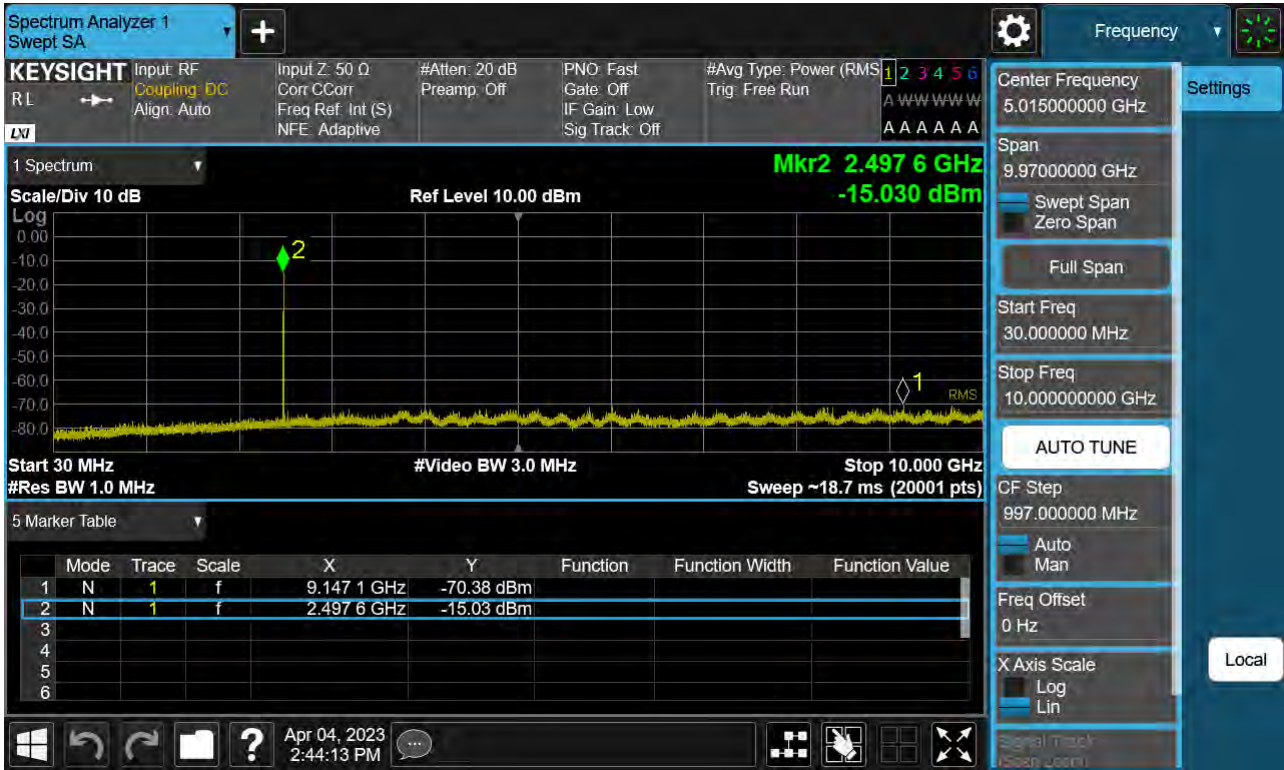 Spectrum Analyzer 1
Swept SA
+
Frequency
KEYSIGHT
R L
LXI
Input: RF
Coupling: DC
Align: Auto
Input Z: 50 Ω
Corr CCorr
Freq Ref: Int (S)
NFE: Adaptive
#Atten: 20 dB
Preamp: Off
PNO: Fast
Gate: Off
IF Gain: Low
Sig Track: Off
#Avg Type: Power (RMS
Trig: Free Run
1 2 3 4 5 6
A W W W W W
A A A A A A
Center Frequency
5.015000000 GHz
Settings
Span
9.97000000 GHz
Swept Span
Zero Span
Full Span
Start Freq
30.000000 MHz
Stop Freq
10.000000000 GHz
AUTO TUNE
CF Step
997.000000 MHz
Auto
Man
Freq Offset
0 Hz
X Axis Scale
Log
Lin
Signal Track
(Span Zoom)
Local
1 Spectrum
Mkr2 2.497 6 GHz
-15.030 dBm
Scale/Div 10 dB
Ref Level 10.00 dBm
Log
0.00
-10.0
-20.0
-30.0
-40.0
-50.0
-60.0
-70.0
-80.0
2
1
RMS
Start 30 MHz
#Video BW 3.0 MHz
Stop 10.000 GHz
#Res BW 1.0 MHz
Sweep ~18.7 ms (20001 pts)
5 Marker Table
Mode Trace Scale X Y Function Function Width Function Value
1 N 1 f 9.147 1 GHz -70.38 dBm
2 N 1 f 2.497 6 GHz -15.03 dBm
3
4
5
6
?
Apr 04, 2023
2:44:13 PM